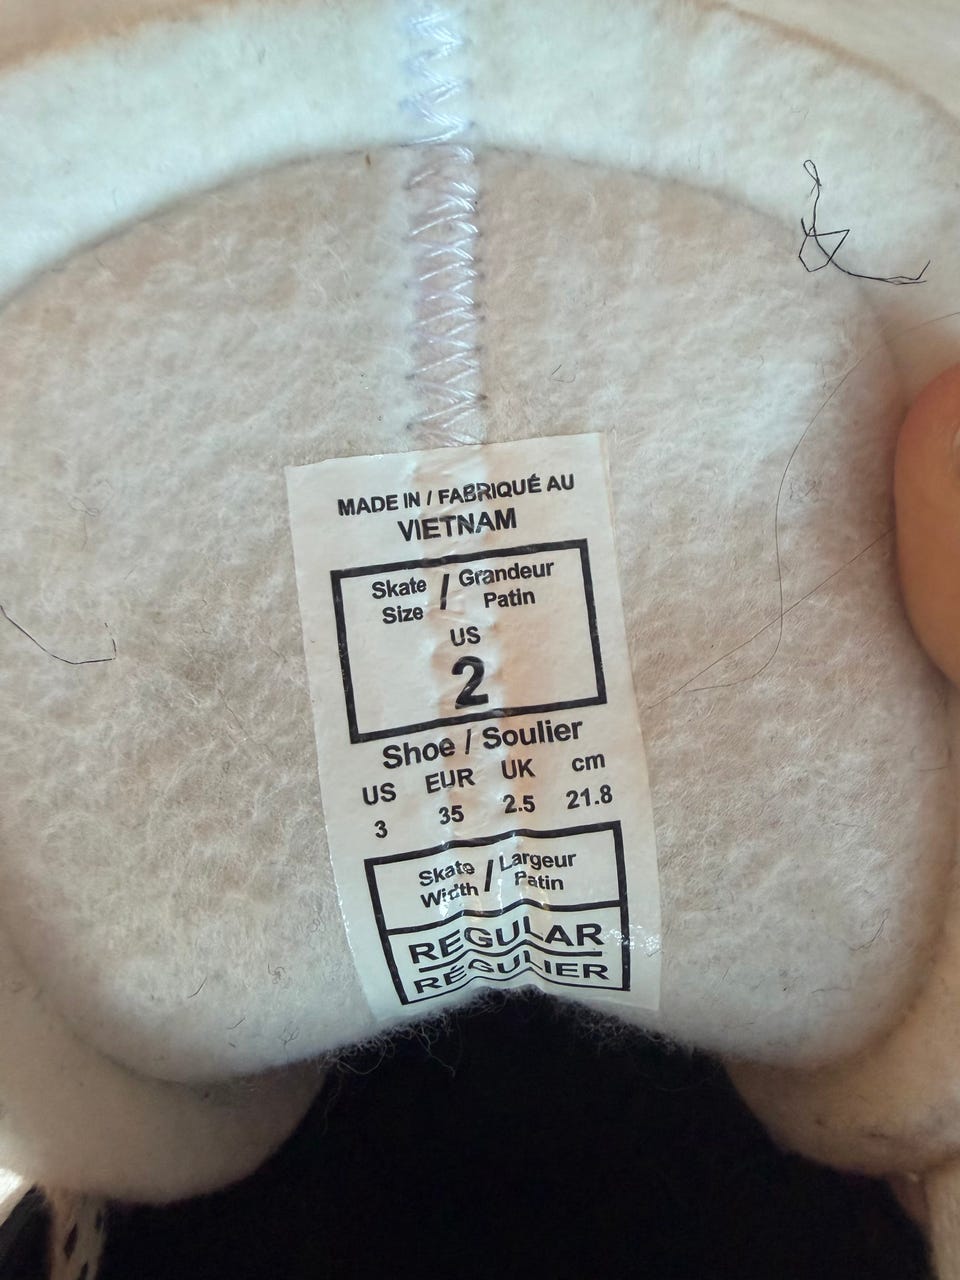 MADE IN / FABRIQUÉ AU
VIETNAM
Skate Size / Grandeur Patin
US
2
Shoe / Soulier
US EUR UK cm
3 35 2.5 21.8
Skate Width / Largeur Patin
REGULAR
RÉGULIER